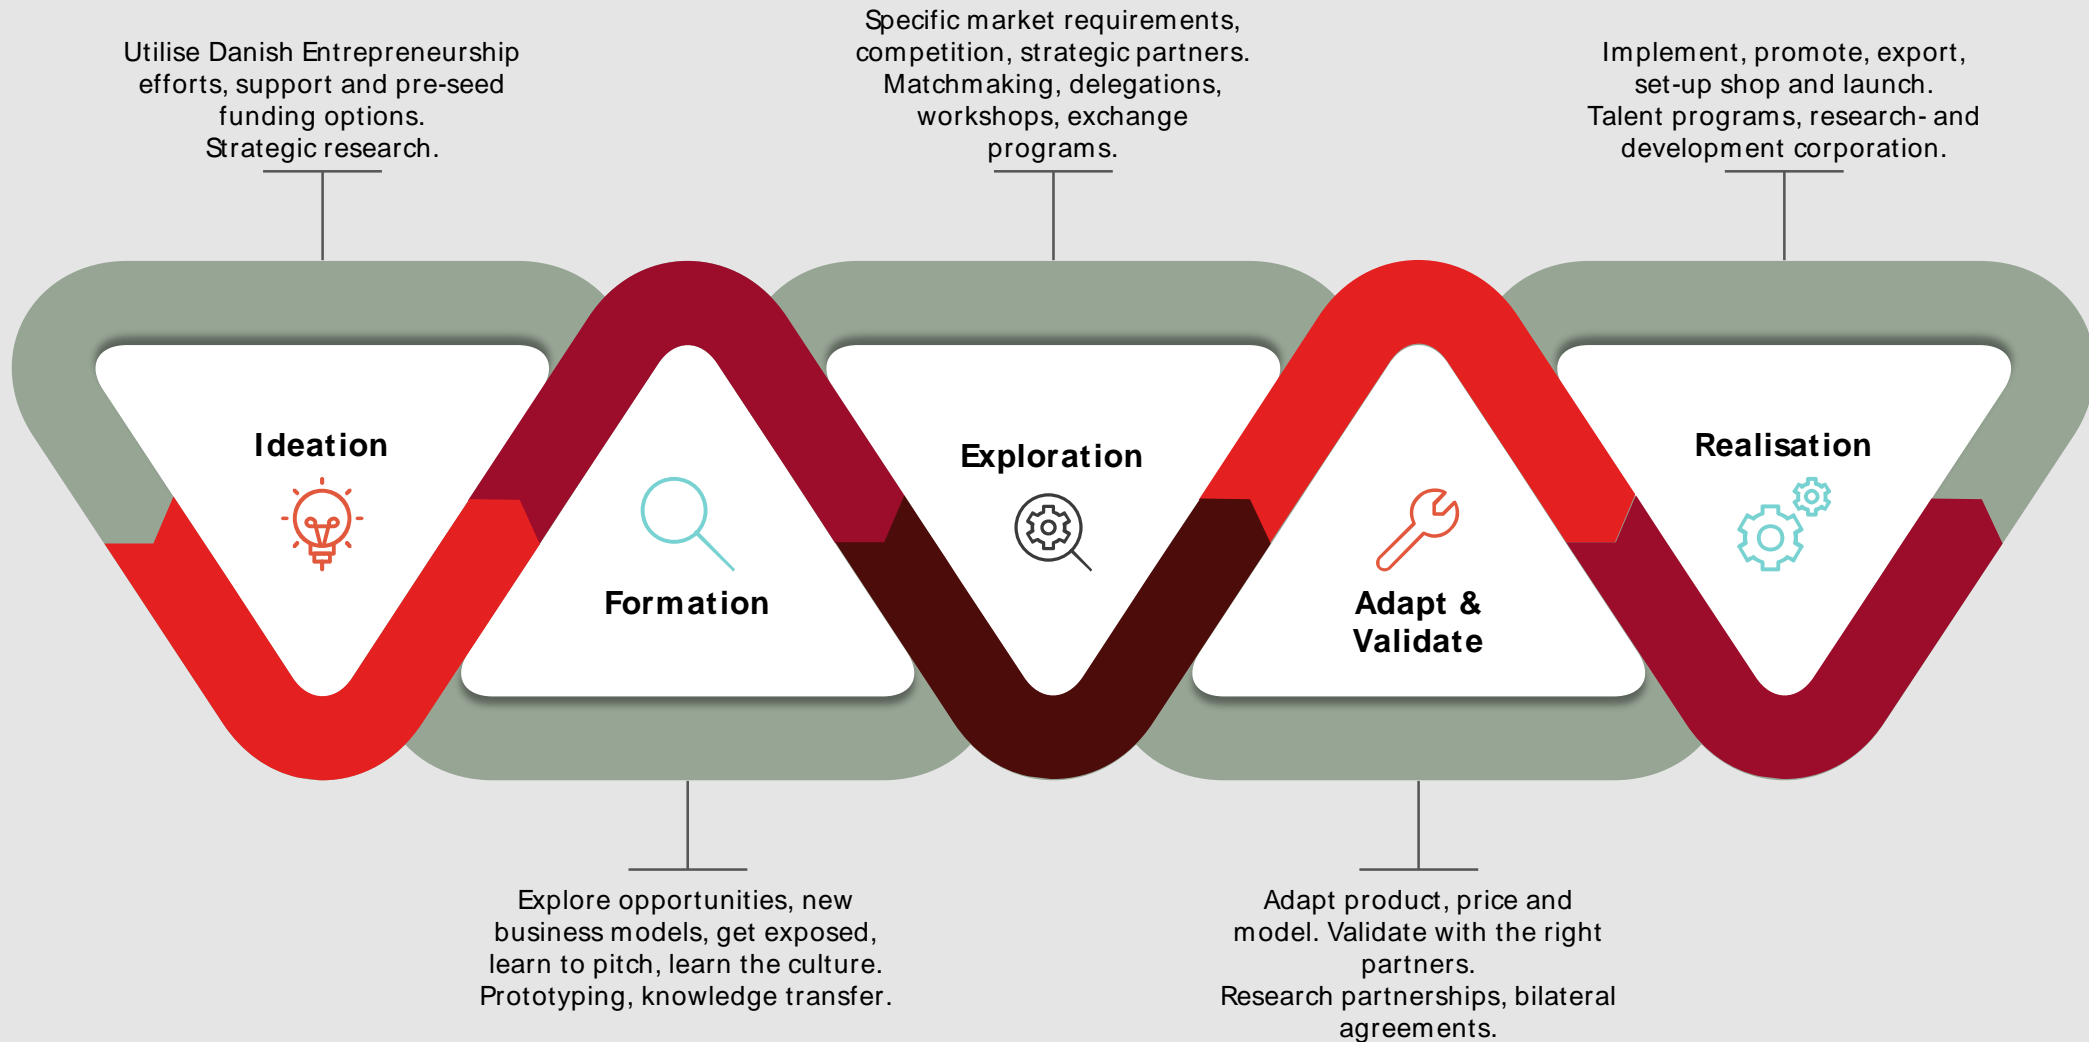 Utilise Danish Entrepreneurship
efforts, support and pre-seed
funding options.
Strategic research.
Specific market requirements,
competition, strategic partners.
Matchmaking, delegations,
workshops, exchange
programs.
Implement, promote, export,
set-up shop and launch.
Talent programs, research- and
development corporation.
Ideation
Formation
Exploration
Adapt &
Validate
Realisation
Explore opportunities, new
business models, get exposed,
learn to pitch, learn the culture.
Prototyping, knowledge transfer.
Adapt product, price and
model. Validate with the right
partners.
Research partnerships, bilateral
agreements.